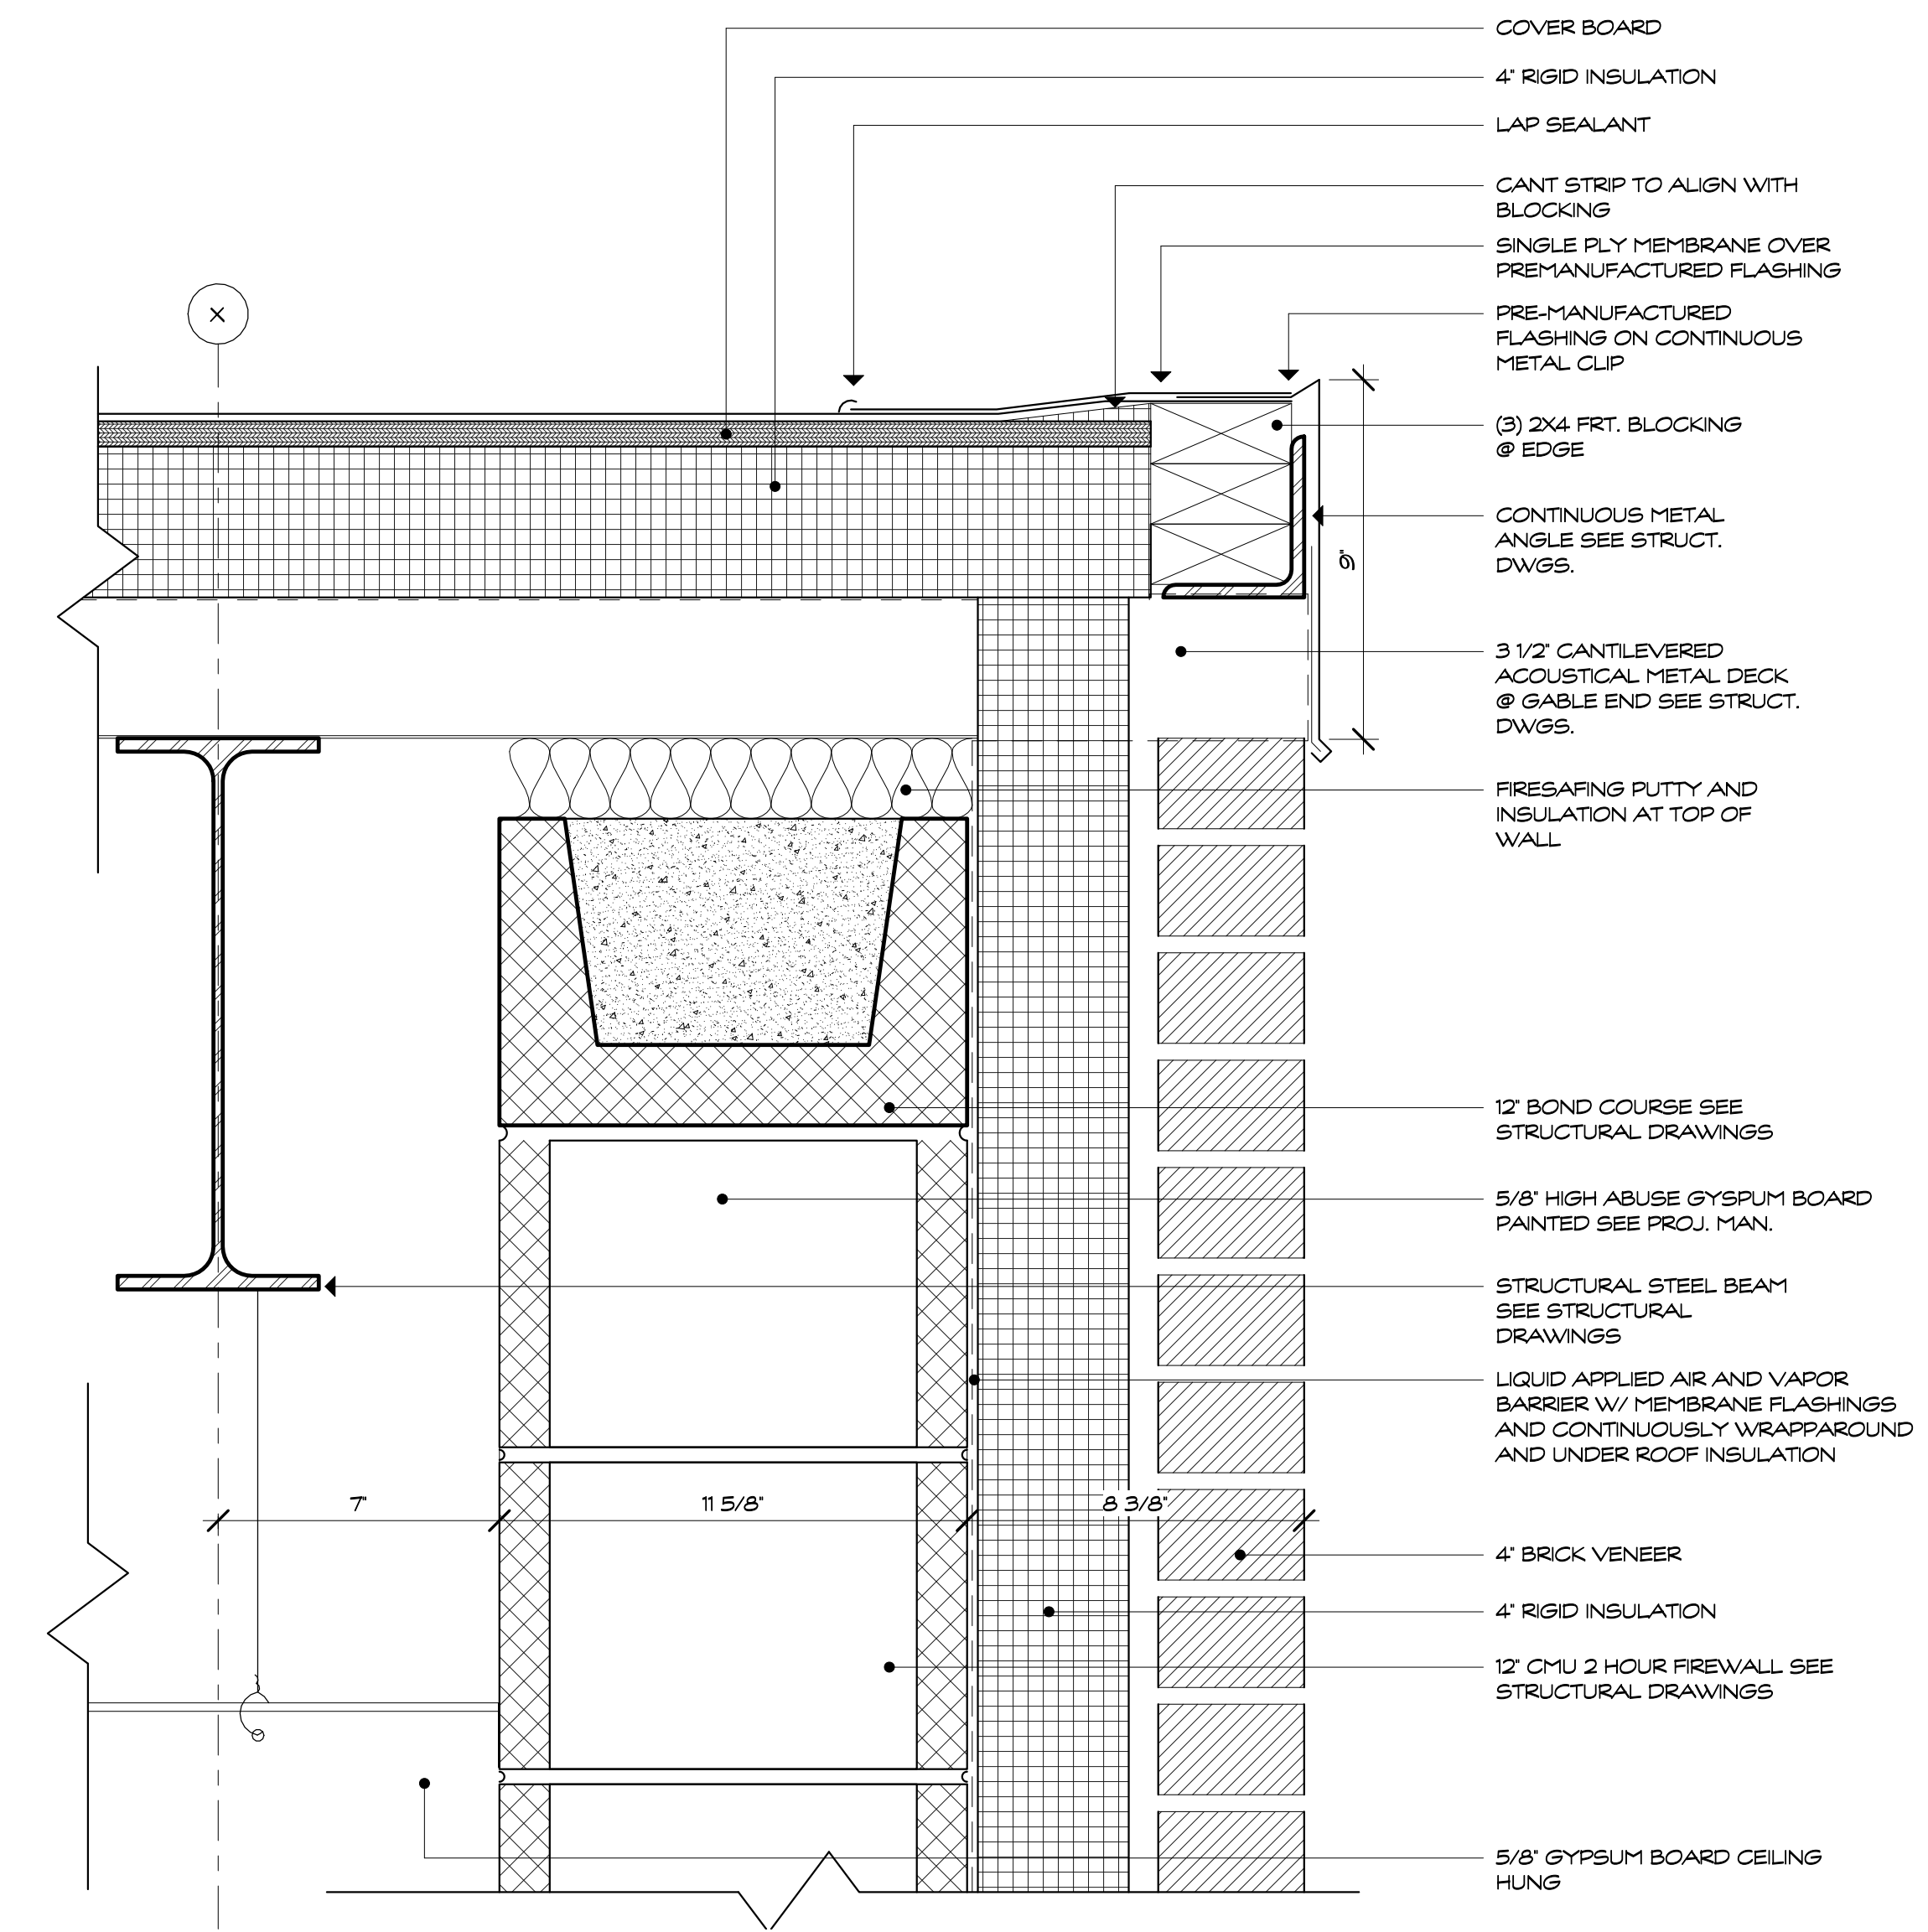 COVER BOARD
4" RIGID INSULATION
LAP SEALANT
CANT STRIP TO ALIGN WITH
BLOCKING
SINGLE PLY MEMBRANE OVER
PREMANUFACTURED FLASHING
X
PRE-MANUFACTURED
FLASHING ON CONTINUOUS
METAL CLIP
(3) 2X4 FRT. BLOCKING
@ EDGE
CONTINUOUS METAL
ANGLE SEE STRUCT.
DWGS.
9"
3 1/2" CANTILEVERED
ACOUSTICAL METAL DECK
@ GABLE END SEE STRUCT.
DWGS.
FIRESAFING PUTTY AND
INSULATION AT TOP OF
WALL
12" BOND COURSE SEE
STRUCTURAL DRAWINGS
5/8" HIGH ABUSE GYSPUM BOARD
PAINTED SEE PROJ. MAN.
STRUCTURAL STEEL BEAM
SEE STRUCTURAL
DRAWINGS
LIQUID APPLIED AIR AND VAPOR
BARRIER W/ MEMBRANE FLASHINGS
AND CONTINUOUSLY WRAPPAROUND
AND UNDER ROOF INSULATION
7"
11 5/8"
8 3/8"
4" BRICK VENEER
4" RIGID INSULATION
12" CMU 2 HOUR FIREWALL SEE
STRUCTURAL DRAWINGS
5/8" GYPSUM BOARD CEILING
HUNG